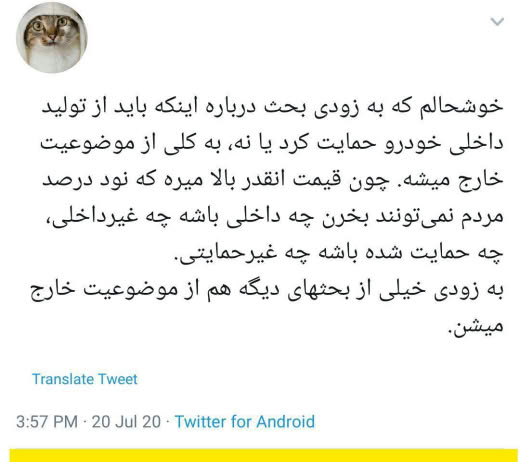 خوشحالم که به زودی بحث درباره اینکه باید از تولید
داخلی خودرو حمایت کرد یا نه، به کلی از موضوعیت
خارج میشه. چون قیمت انقدر بالا میره که نود درصد
مردم نمی‌تونند بخرن چه داخلی باشه چه غیرداخلی،
چه حمایت شده باشه چه غیرحمایتی.
به زودی خیلی از بحثهای دیگه هم از موضوعیت خارج
میشن.
Translate Tweet
3:57 PM · 20 Jul 20 · Twitter for Android